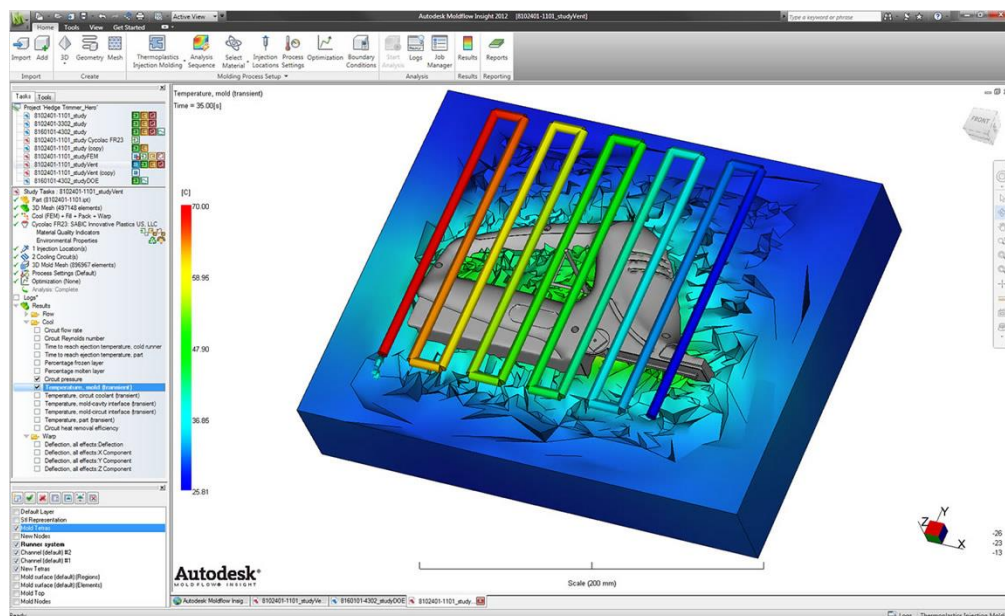 Active View
Autodesk Moldflow Insight 2012 (8102401-1101_studyVent)
Type a keyword or phrase
Home Tools View Get Started
Import Add 3D Geometry Mesh Thermoplastics Injection Molding Analysis Sequence Select Material Injection Locations Process Settings Optimization Boundary Conditions Start Analysis Logs Job Manager Results Reports
Import Create Molding Process Setup Analysis Results Reporting
Tasks Tools
Project 'Hedge Trimmer_Hero'
8102401-1101_study
8102401-3302_study
8160101-4302_study
8102401-1101_study Cycolac FR23
8102401-1101_study (copy)
8102401-1101_studyFEM
8102401-1101_studyVent
8102401-1101_studyVent (copy)
8160101-4302_studyDOE
Study Tasks : 8102401-1101_studyVent
Part (8102401-1101.ipt)
3D Mesh (497148 elements)
Cool (FEM) + Fill + Pack + Warp
Cycolac FR23: SABIC Innovative Plastics US, LLC
Material Quality Indicators
Environmental Properties
1 Injection Location(s)
2 Cooling Circuit(s)
3D Mold Mesh (896967 elements)
Process Settings (Default)
Optimization (None)
Analysis: Complete
Logs*
Results
Flow
Cool
Circuit flow rate
Circuit Reynolds number
Time to reach ejection temperature, cold runner
Time to reach ejection temperature, part
Percentage frozen layer
Percentage molten layer
Circuit pressure
Temperature, mold (transient)
Temperature, circuit coolant (transient)
Temperature, mold-cavity interface (transient)
Temperature, mold-circuit interface (transient)
Temperature, part (transient)
Circuit heat removal efficiency
Warp
Deflection, all effects:Deflection
Deflection, all effects:X Component
Deflection, all effects:Y Component
Deflection, all effects:Z Component
Default Layer
Stl Representation
Mold Tetras
New Nodes
Runner system
Channel (default) #2
Channel (default) #1
New Tetras
Mold surface (default) (Regions)
Mold surface (default) (Elements)
Mold Top
Mold Nodes
Temperature, mold (transient)
Time = 35.00[s]
[C]
70.00
58.95
47.90
36.85
25.81
FRONT
Z Y X
-26
-23
-13
Autodesk®
MOLDFLOW® INSIGHT
Scale (200 mm)
Autodesk Moldflow Insig... 8102401-1101_studyVe... 8160101-4302_studyDOE 8102401-1101_study...
Ready
Logs Thermoplastics Injection Mold